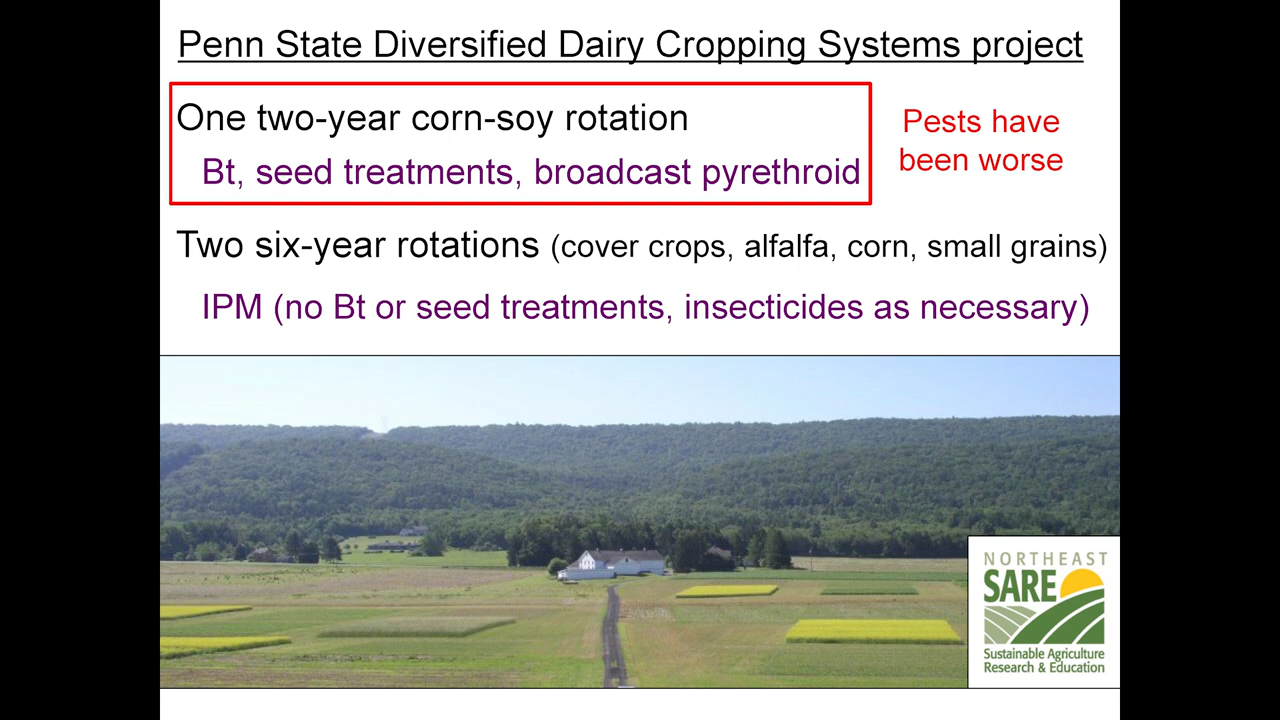 Penn State Diversified Dairy Cropping Systems project
One two-year corn-soy rotation
Bt, seed treatments, broadcast pyrethroid
Pests have
been worse
Two six-year rotations (cover crops, alfalfa, corn, small grains)
IPM (no Bt or seed treatments, insecticides as necessary)
NORTHEAST
SARE
Sustainable Agriculture
Research & Education